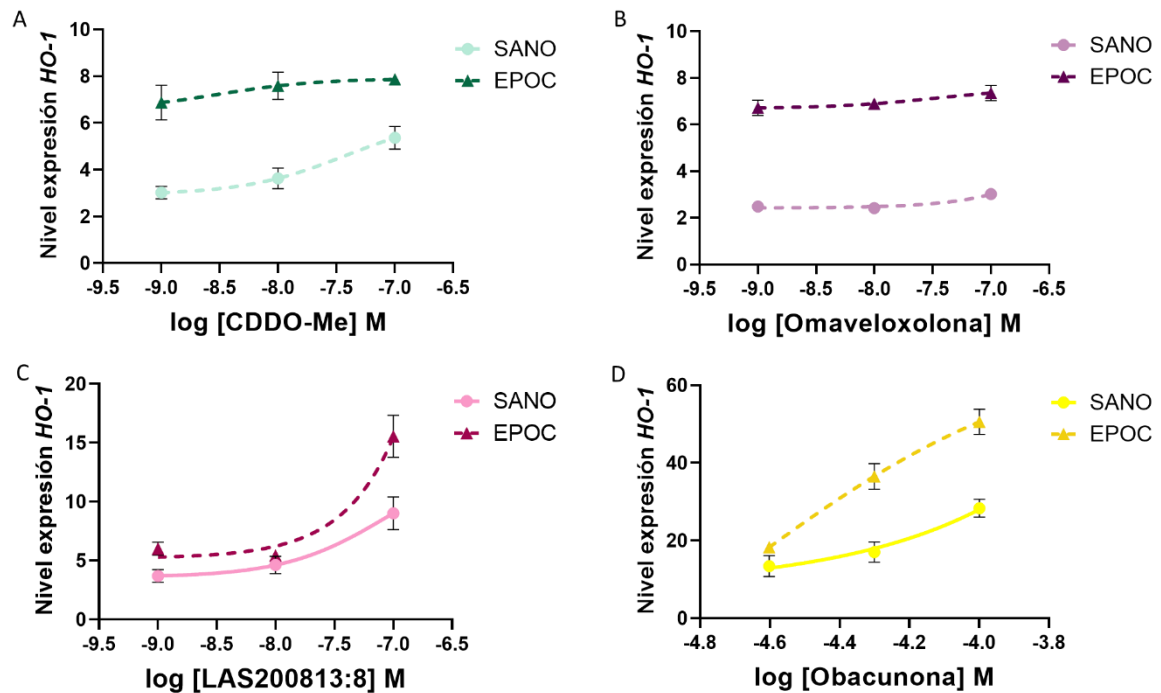 A
Nivel expresión HO-1
10
8
6
4
2
0
-9.5 -9.0 -8.5 -8.0 -7.5 -7.0 -6.5
log [CDDO-Me] M
SANO
EPOC
B
Nivel expresión HO-1
10
8
6
4
2
0
-9.5 -9.0 -8.5 -8.0 -7.5 -7.0 -6.5
log [Omaveloxolona] M
SANO
EPOC
C
Nivel expresión HO-1
20
15
10
5
0
-9.5 -9.0 -8.5 -8.0 -7.5 -7.0 -6.5
log [LAS200813:8] M
SANO
EPOC
D
Nivel expresión HO-1
60
40
20
0
-4.8 -4.6 -4.4 -4.2 -4.0 -3.8
log [Obacunona] M
SANO
EPOC